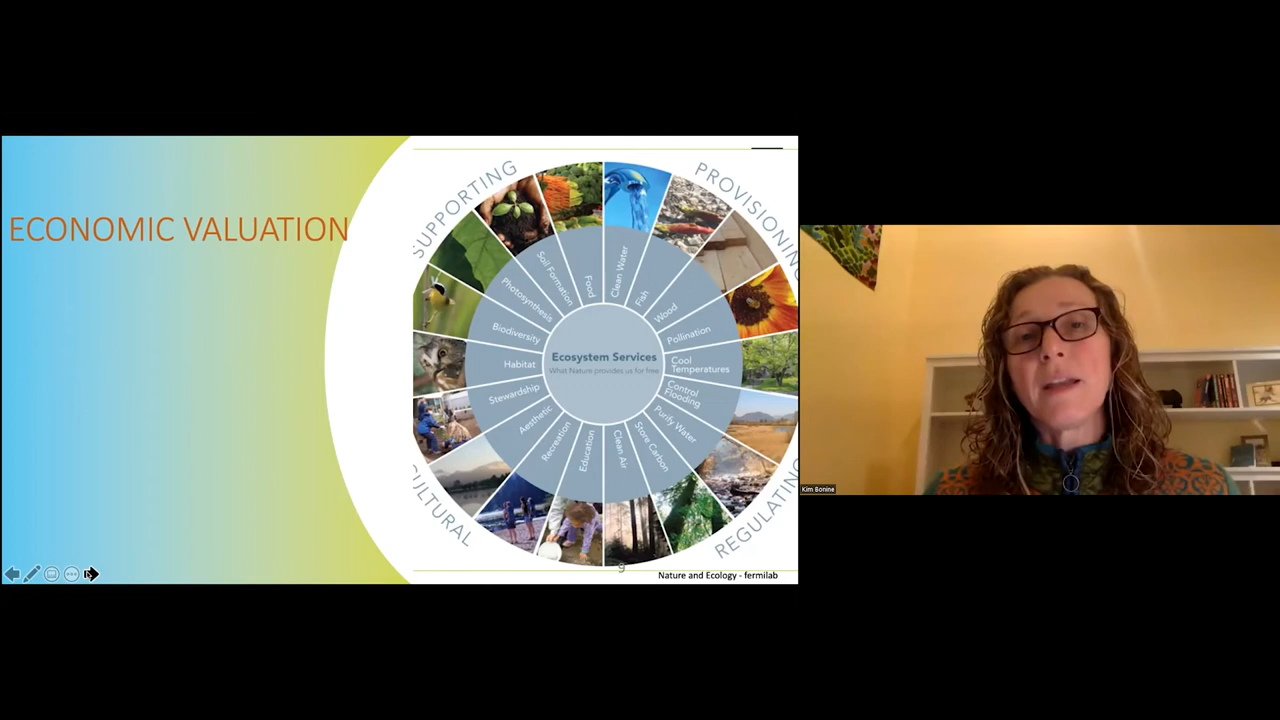 ECONOMIC VALUATION
SUPPORTING
PROVISIONING
REGULATING
CULTURAL
Ecosystem Services
What Nature provides us for free
Clean Water
Fish
Wood
Pollination
Cool
Temperatures
Control
Flooding
Purify Water
Store Carbon
Clean Air
Education
Recreation
Aesthetic
Stewardship
Habitat
Biodiversity
Photosynthesis
Soil Formation
Food
9
Nature and Ecology - fermilab
Kim Bonine